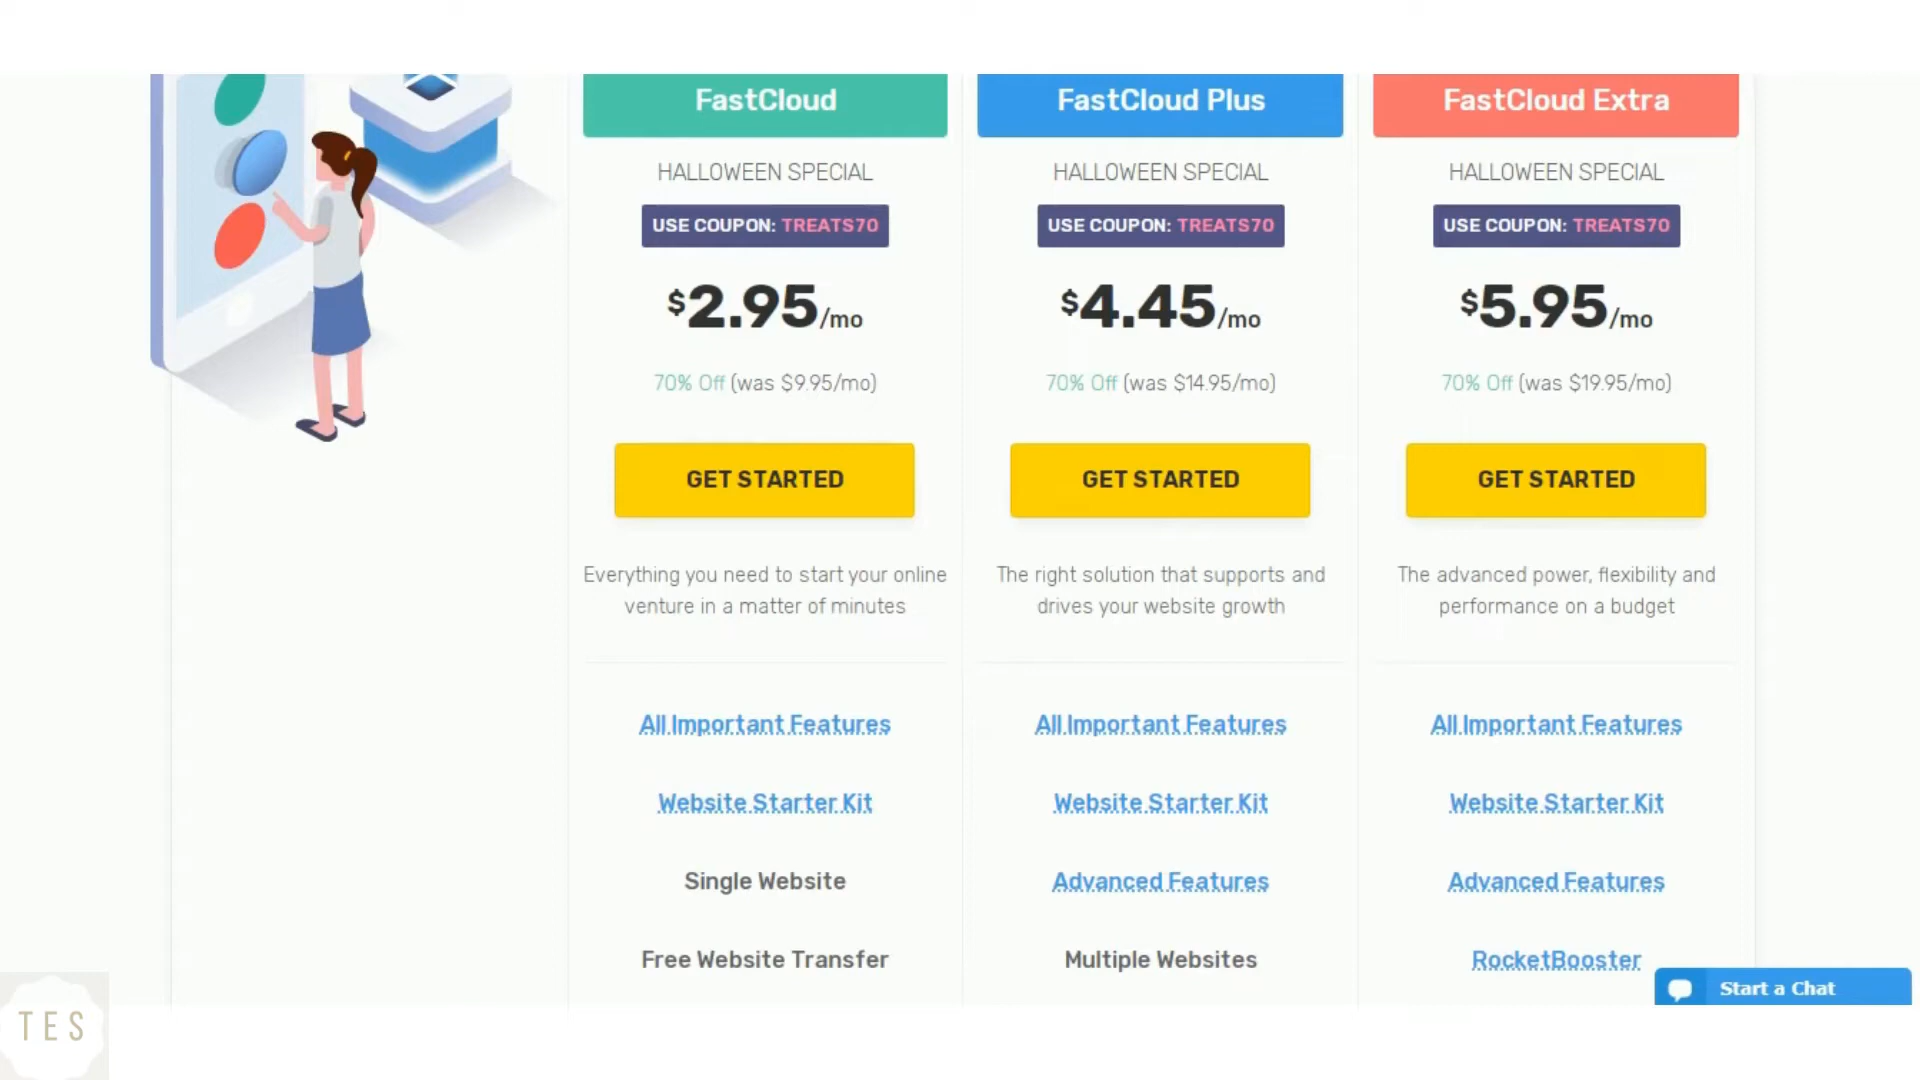 FastCloud
HALLOWEEN SPECIAL
USE COUPON: TREATS70
$2.95/mo
70% Off (was $9.95/mo)
GET STARTED
Everything you need to start your online
venture in a matter of minutes
All Important Features
Website Starter Kit
Single Website
Free Website Transfer
FastCloud Plus
HALLOWEEN SPECIAL
USE COUPON: TREATS70
$4.45/mo
70% Off (was $14.95/mo)
GET STARTED
The right solution that supports and
drives your website growth
All Important Features
Website Starter Kit
Advanced Features
Multiple Websites
FastCloud Extra
HALLOWEEN SPECIAL
USE COUPON: TREATS70
$5.95/mo
70% Off (was $19.95/mo)
GET STARTED
The advanced power, flexibility and
performance on a budget
All Important Features
Website Starter Kit
Advanced Features
RocketBooster
Start a Chat
TES